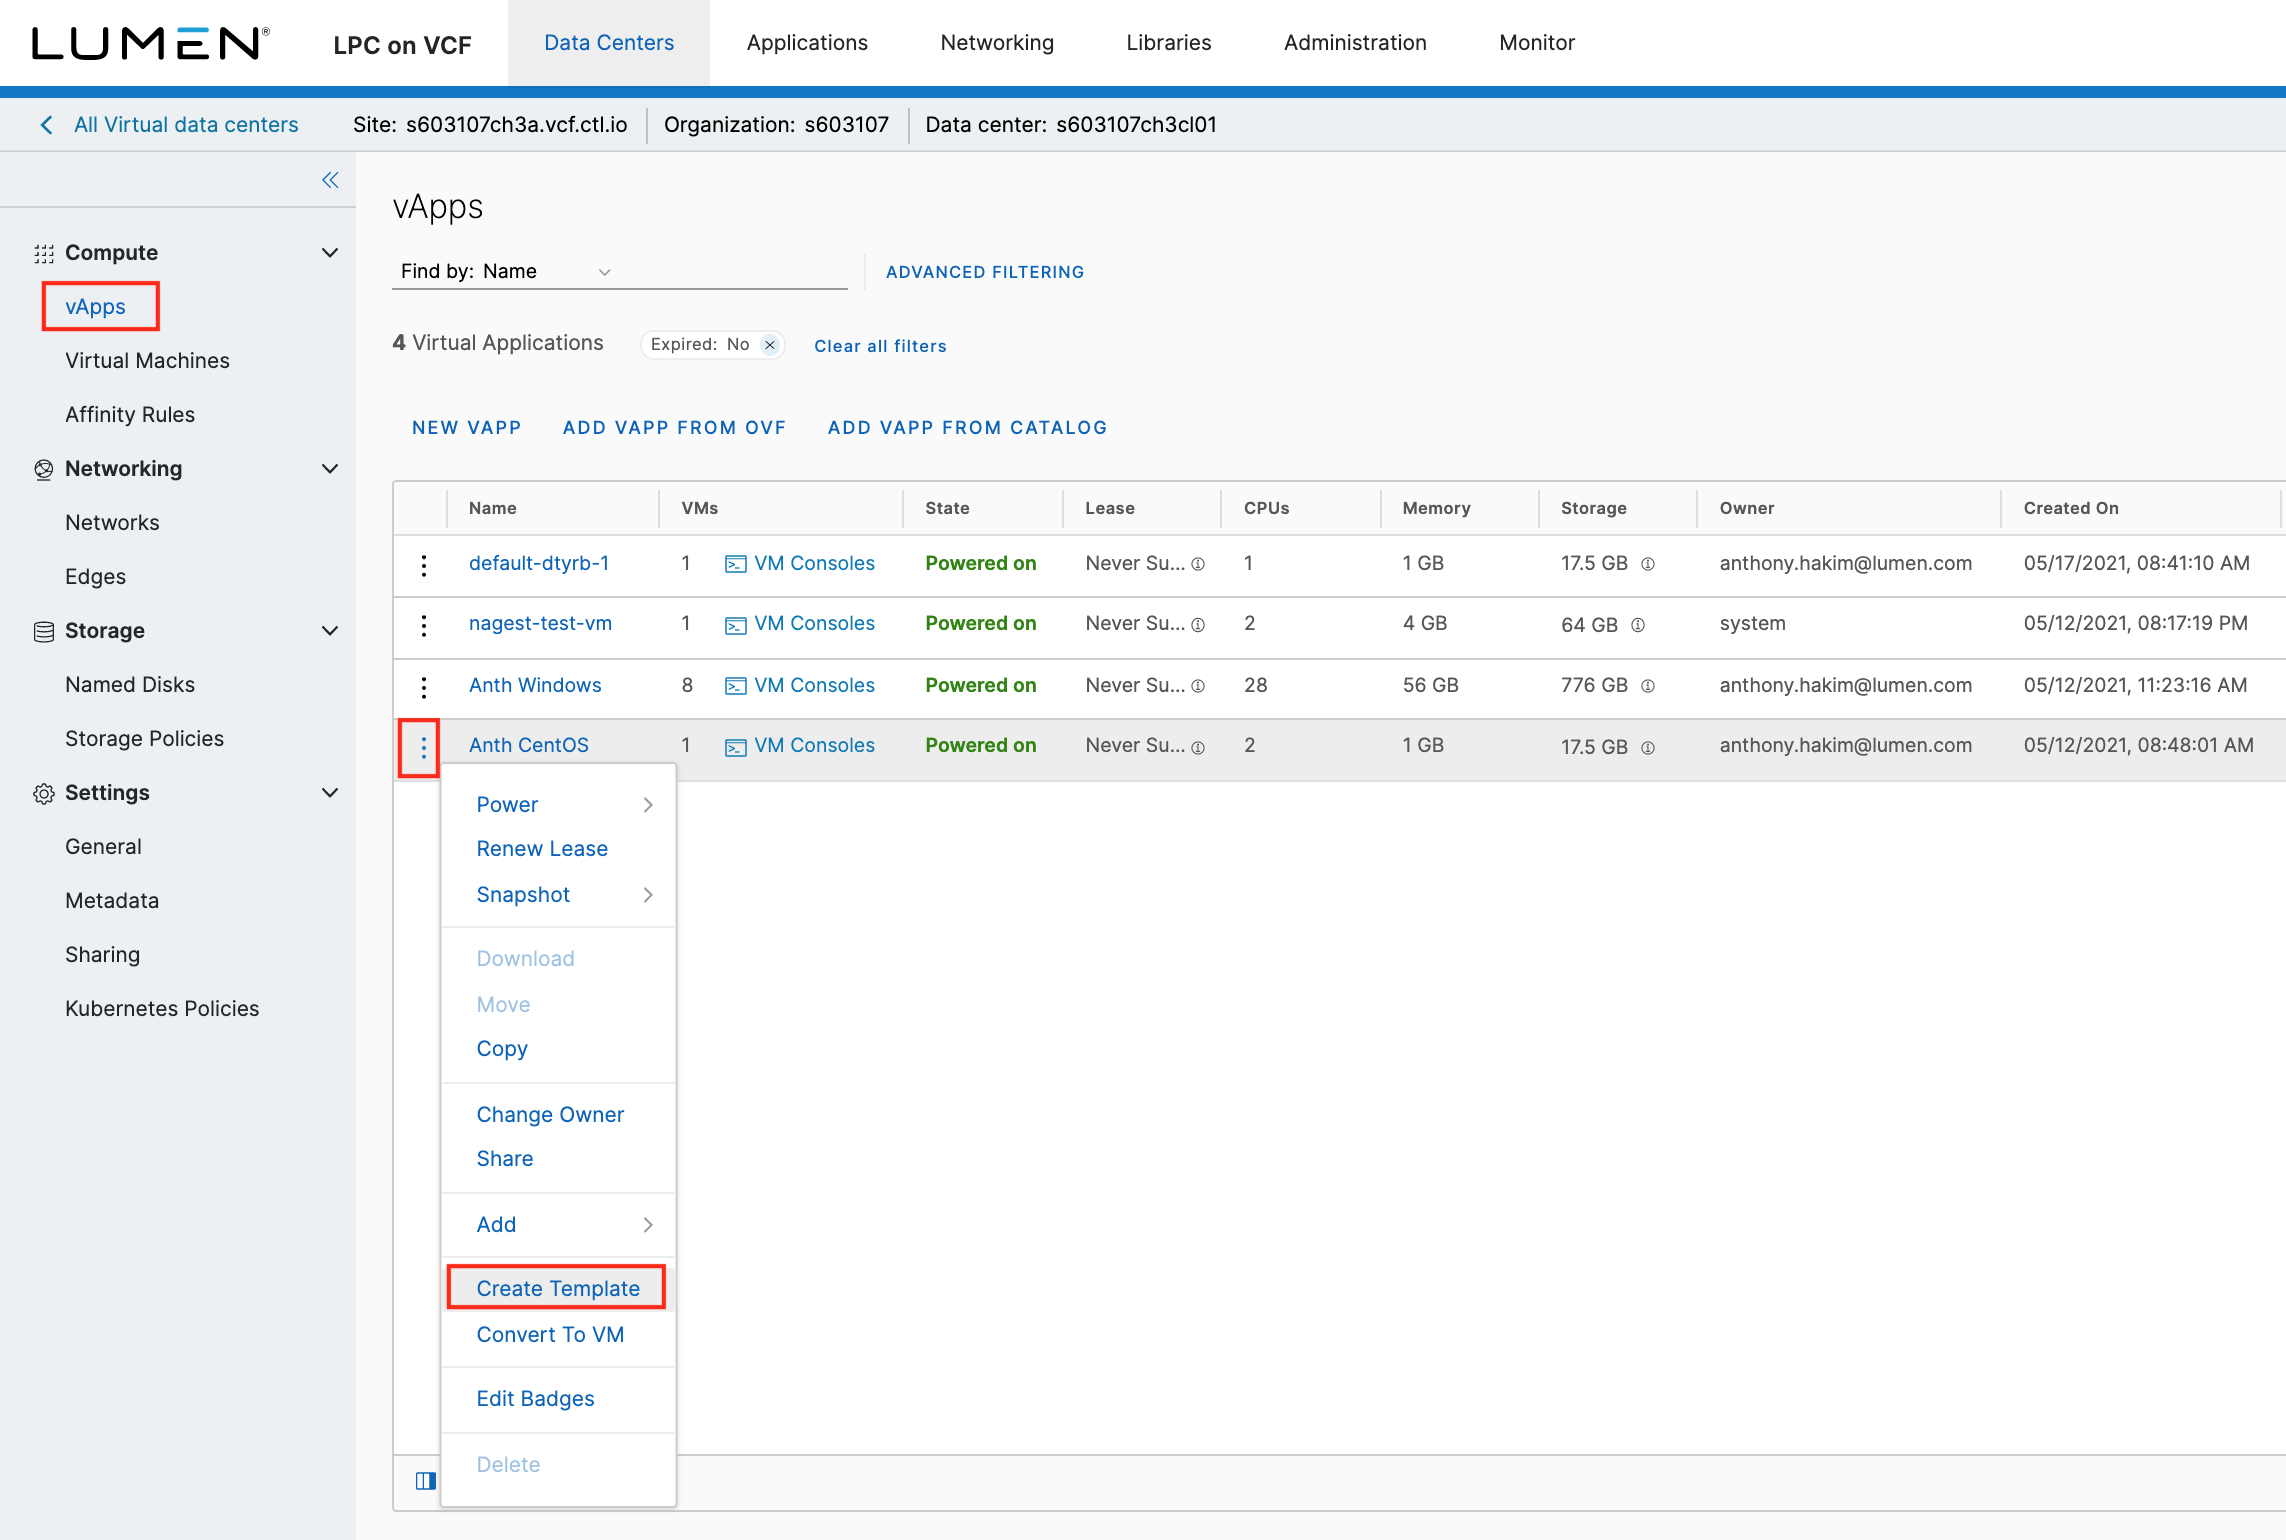 LUMEN® LPC on VCF Data Centers Applications Networking Libraries Administration Monitor
All Virtual data centers Site: s603107ch3a.vcf.ctl.io Organization: s603107 Data center: s603107ch3cl01
Compute
vApps
Virtual Machines
Affinity Rules
Networking
Networks
Edges
Storage
Named Disks
Storage Policies
Settings
General
Metadata
Sharing
Kubernetes Policies
vApps
Find by: Name ADVANCED FILTERING
4 Virtual Applications Expired: No Clear all filters
NEW VAPP ADD VAPP FROM OVF ADD VAPP FROM CATALOG
Name VMs State Lease CPUs Memory Storage Owner Created On
default-dtyrb-1 1 VM Consoles Powered on Never Su... 1 1 GB 17.5 GB anthony.hakim@lumen.com 05/17/2021, 08:41:10 AM
nagest-test-vm 1 VM Consoles Powered on Never Su... 2 4 GB 64 GB system 05/12/2021, 08:17:19 PM
Anth Windows 8 VM Consoles Powered on Never Su... 28 56 GB 776 GB anthony.hakim@lumen.com 05/12/2021, 11:23:16 AM
Anth CentOS 1 VM Consoles Powered on Never Su... 2 1 GB 17.5 GB anthony.hakim@lumen.com 05/12/2021, 08:48:01 AM
Power
Renew Lease
Snapshot
Download
Move
Copy
Change Owner
Share
Add
Create Template
Convert To VM
Edit Badges
Delete